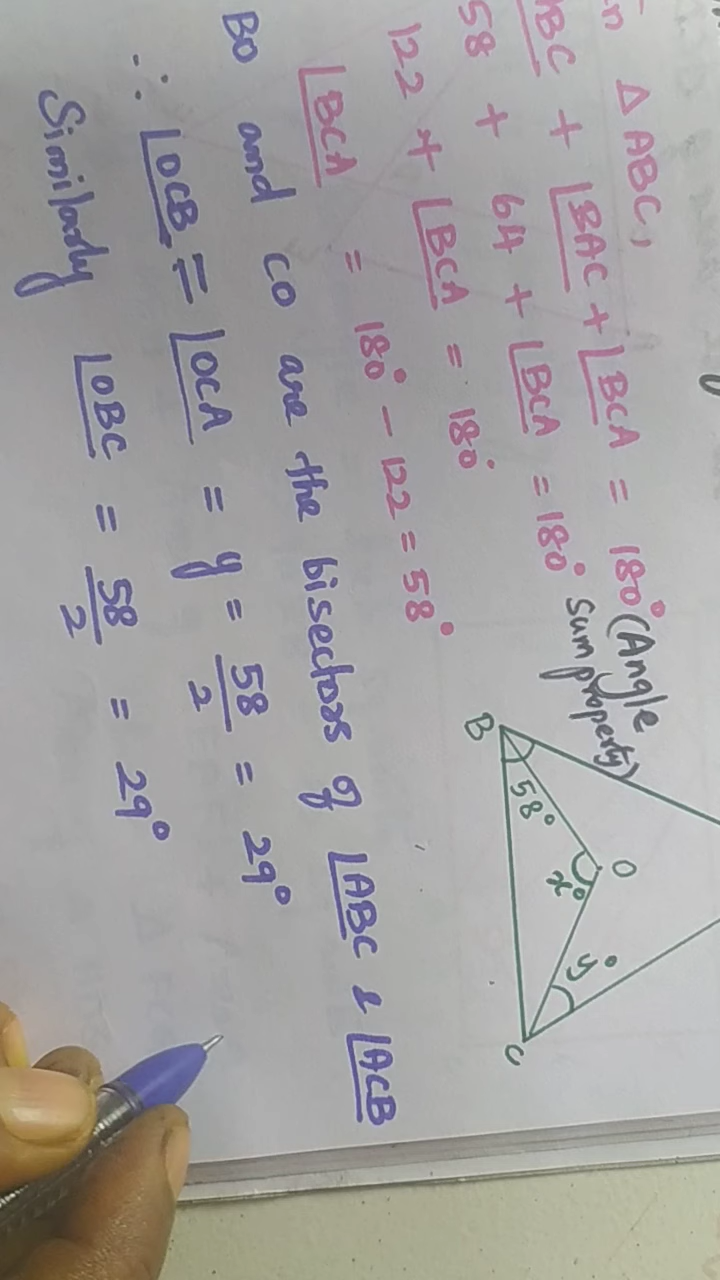 n ΔABC,
∠ABC + ∠BAC + ∠BCA = 180° (Angle sum property)
58 + 64 + ∠BCA = 180°
122 + ∠BCA = 180°
∠BCA = 180° - 122 = 58°
BO and CO are the bisectors of ∠ABC & ∠ACB
∴ ∠OCB = ∠OCA = y = 58/2 = 29°
Similarly ∠OBC = 58/2 = 29°
B
58°
O
x°
y°
C